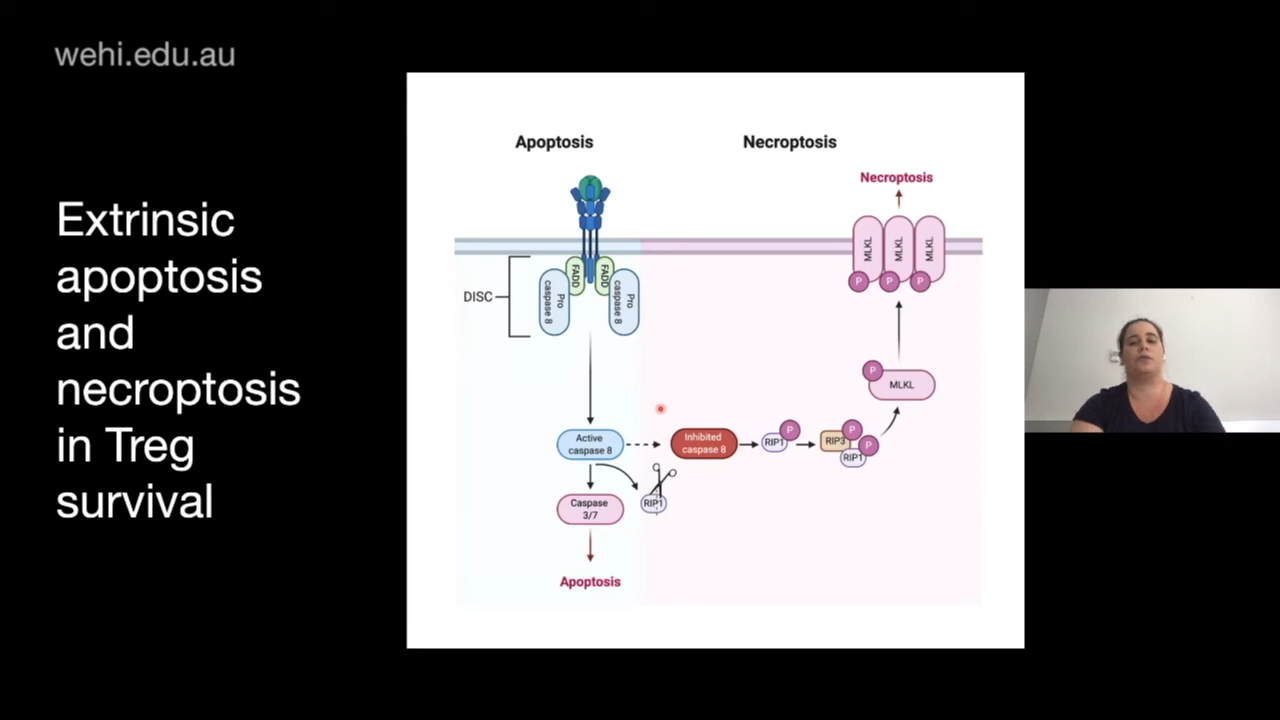 wehi.edu.au
Extrinsic
apoptosis
and
necroptosis
in Treg
survival
Apoptosis
Necroptosis
Necroptosis
MLKL
MLKL
MLKL
P
P
P
FADD
FADD
DISC
Pro
caspase 8
Pro
caspase 8
P
MLKL
Active
caspase 8
Inhibited
caspase 8
RIP1
P
RIP3
P
RIP1
P
Caspase
3/7
RIP1
Apoptosis